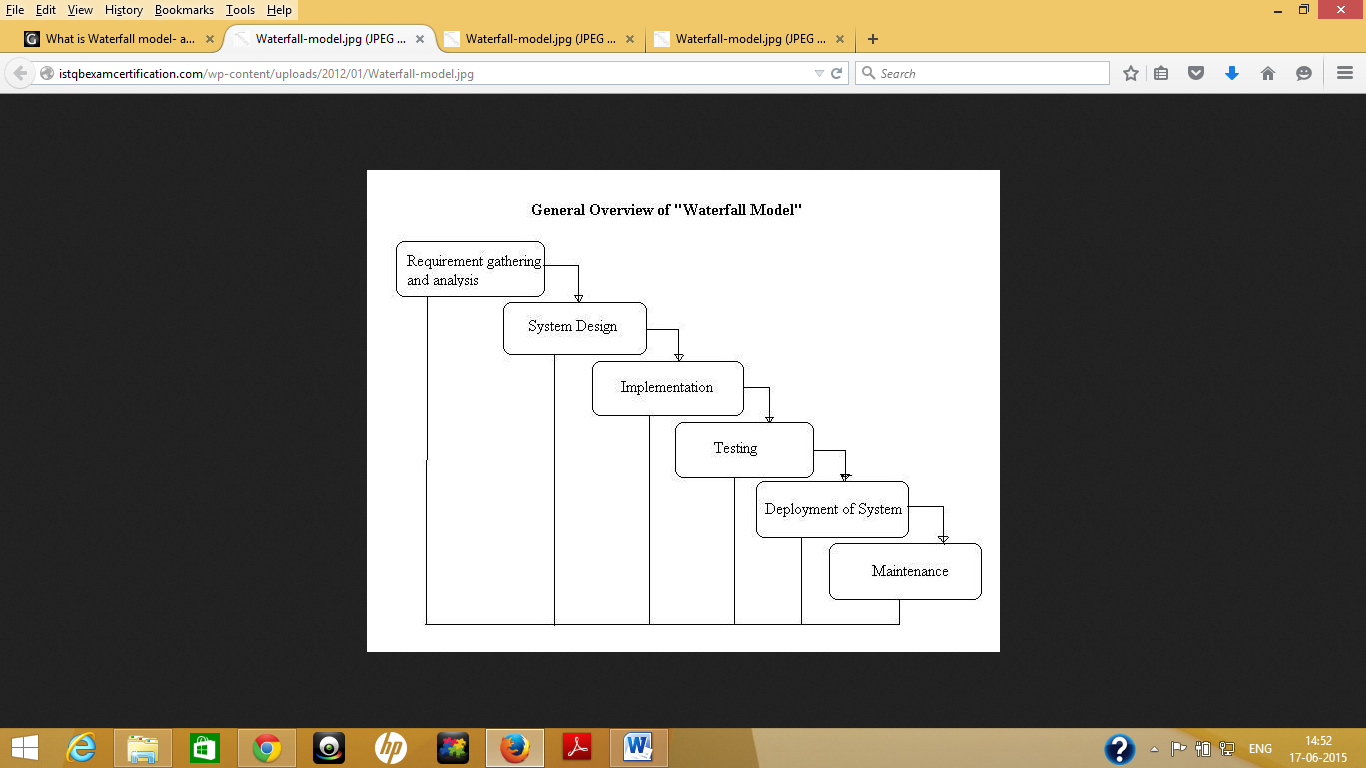 File Edit View History Bookmarks Tools Help
What is Waterfall model- a... Waterfall-model.jpg (JPEG ... Waterfall-model.jpg (JPEG ... Waterfall-model.jpg (JPEG ...
istqbexamcertification.com/wp-content/uploads/2012/01/Waterfall-model.jpg Search
General Overview of "Waterfall Model"
Requirement gathering
and analysis
System Design
Implementation
Testing
Deployment of System
Maintenance
hp
ENG
14:52
17-06-2015